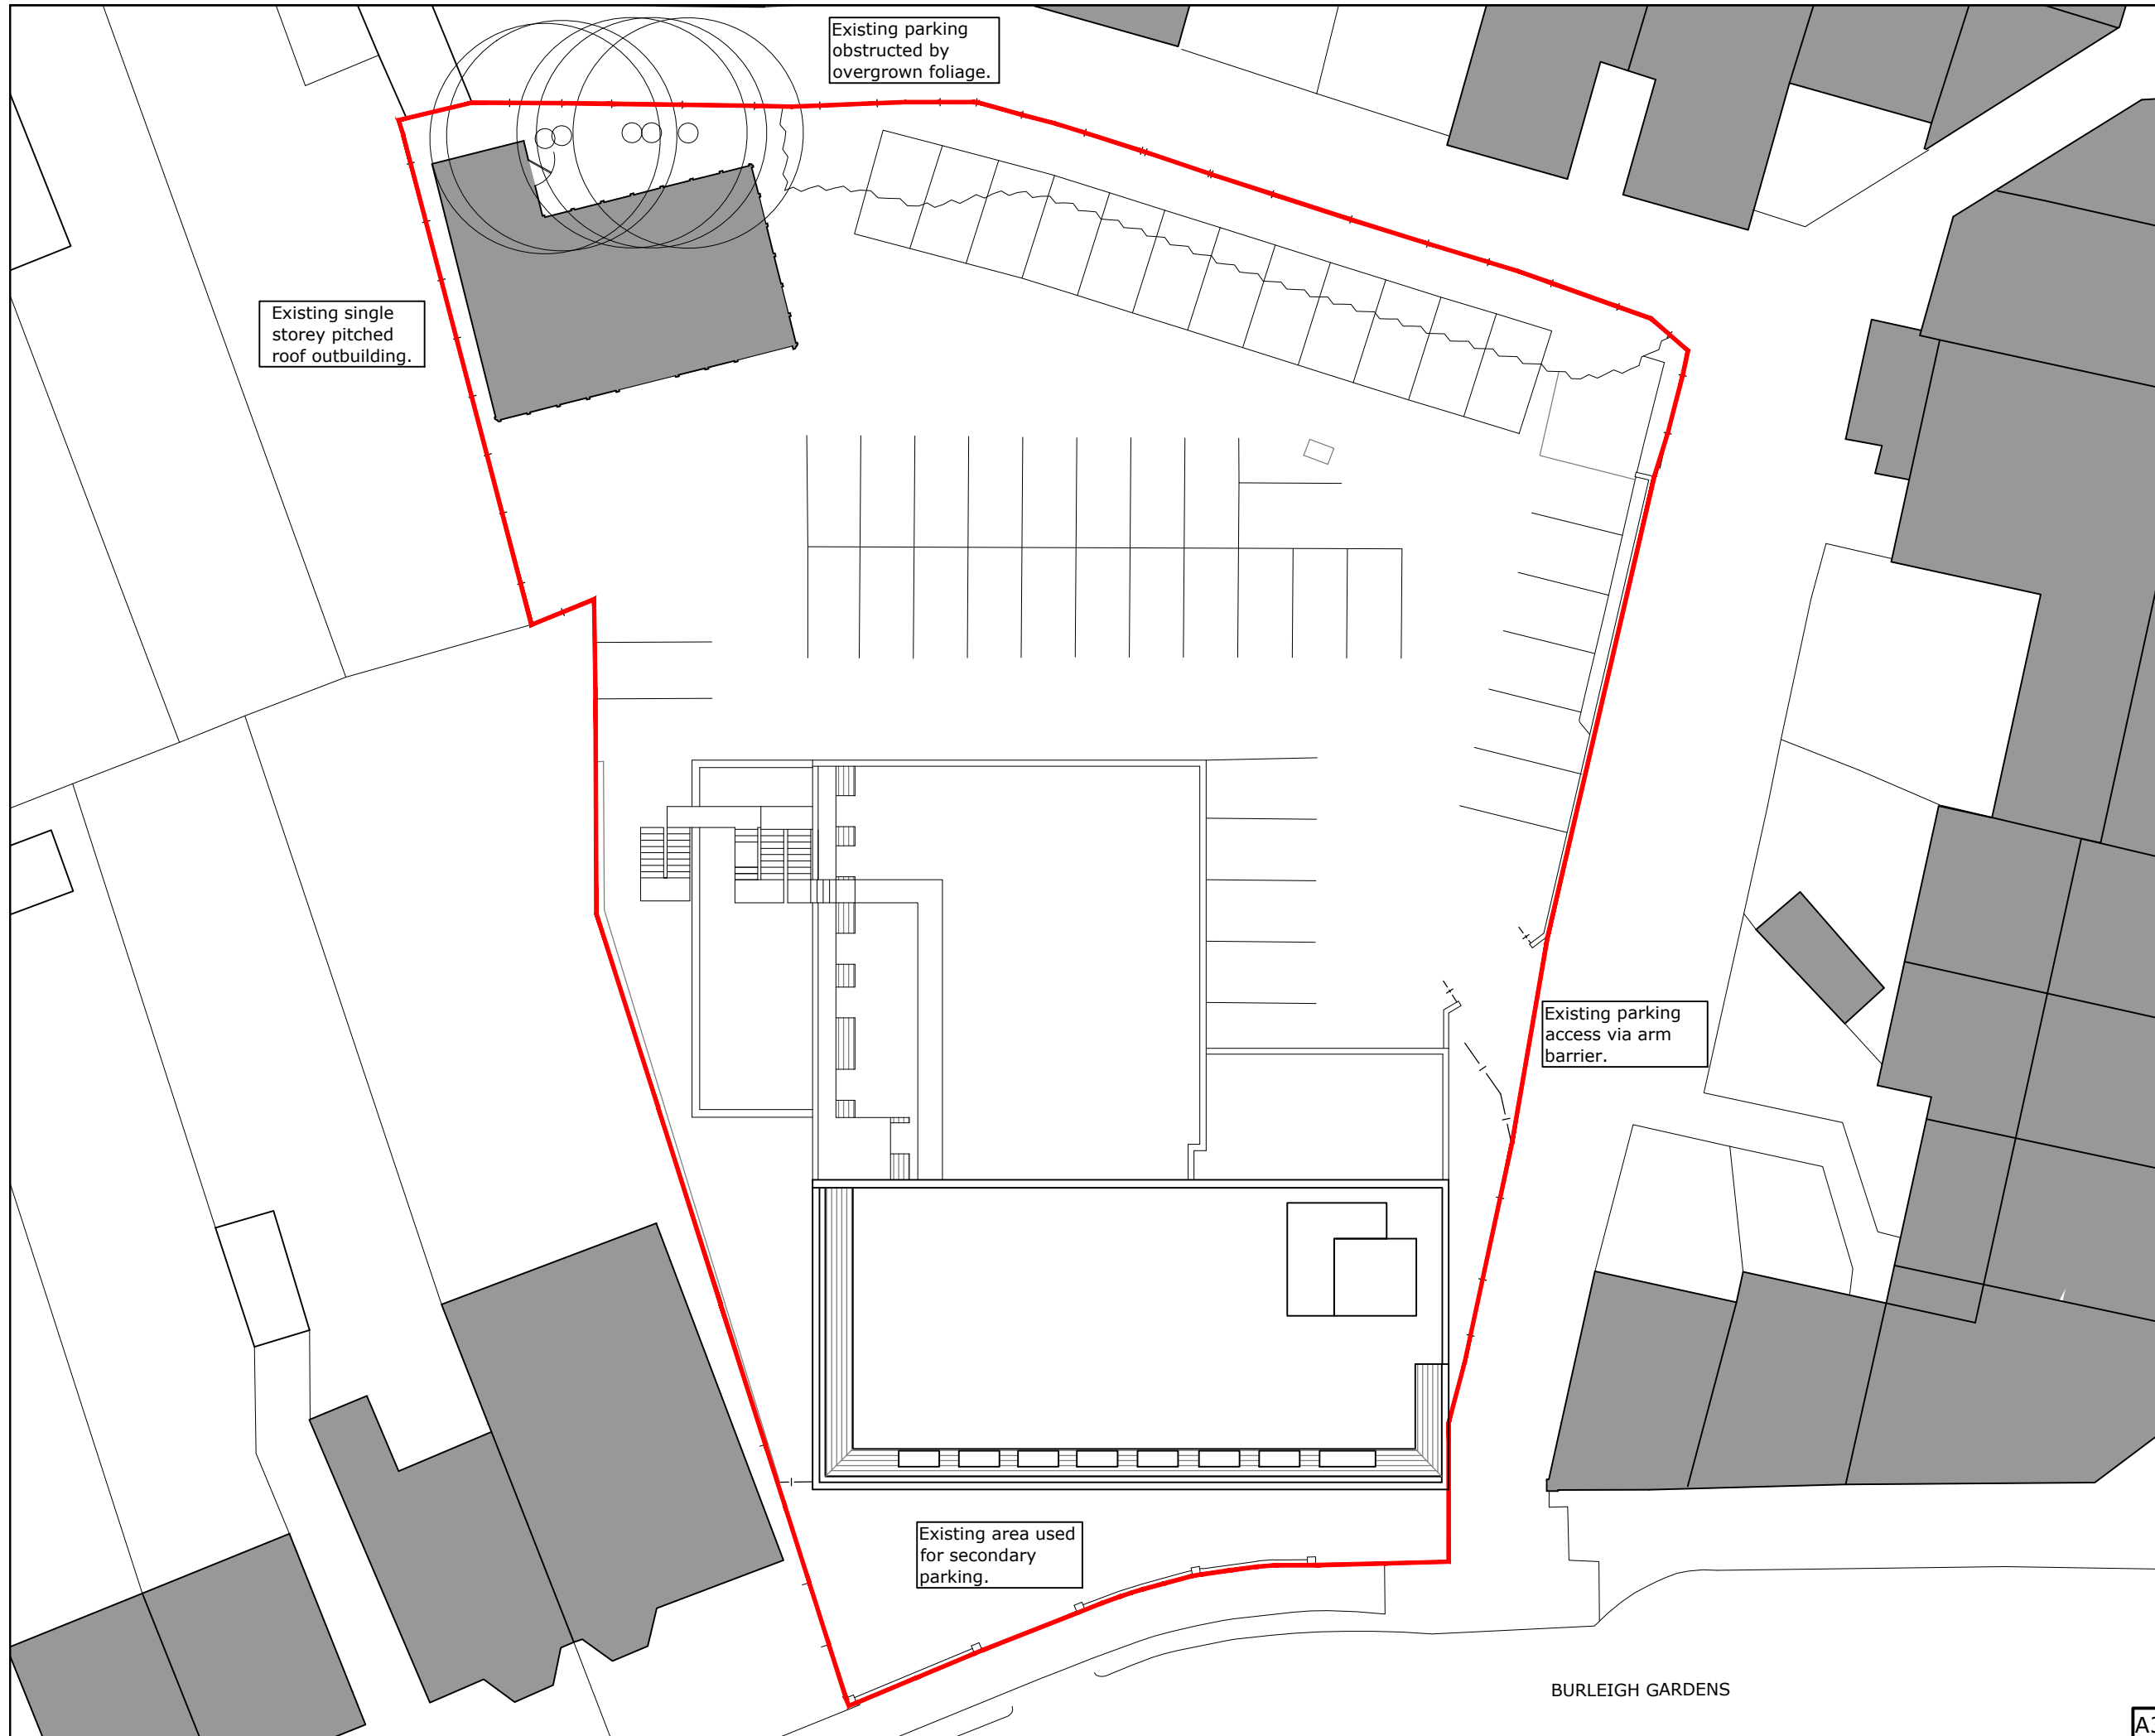 Existing parking
obstructed by
overgrown foliage.
Existing single
storey pitched
roof outbuilding.
Existing parking
access via arm
barrier.
Existing area used
for secondary
parking.
BURLEIGH GARDENS